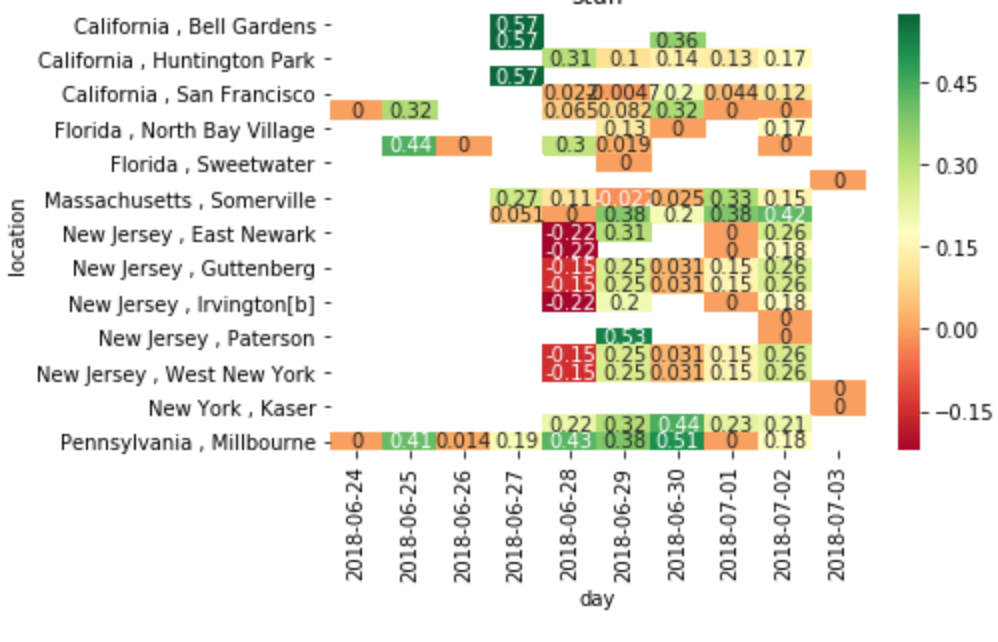 Stuff
California , Bell Gardens 0.57
0.57 0.36
California , Huntington Park 0.31 0.1 0.14 0.13 0.17
0.57
California , San Francisco 0.022 0.0047 0.2 0.044 0.12
0 0.32 0.065 0.082 0.32 0 0
Florida , North Bay Village 0.13 0 0.17
0.44 0 0.3 0.019 0
Florida , Sweetwater 0
0
Massachusetts , Somerville 0.27 0.11 -0.022 0.025 0.33 0.15
0.051 0 0.38 0.2 0.38 0.42
New Jersey , East Newark -0.22 0.31 0 0.26
-0.22 0 0.18
New Jersey , Guttenberg -0.15 0.25 0.031 0.15 0.26
-0.15 0.25 0.031 0.15 0.26
New Jersey , Irvington[b] -0.22 0.2 0 0.18
0
New Jersey , Paterson 0.53 0
-0.15 0.25 0.031 0.15 0.26
New Jersey , West New York -0.15 0.25 0.031 0.15 0.26
0
New York , Kaser 0
0.22 0.32 0.44 0.23 0.21
Pennsylvania , Millbourne 0 0.41 0.014 0.19 0.43 0.38 0.51 0 0.18
location
2018-06-24
2018-06-25
2018-06-26
2018-06-27
2018-06-28
2018-06-29
2018-06-30
2018-07-01
2018-07-02
2018-07-03
day
0.45
0.30
0.15
0.00
−0.15